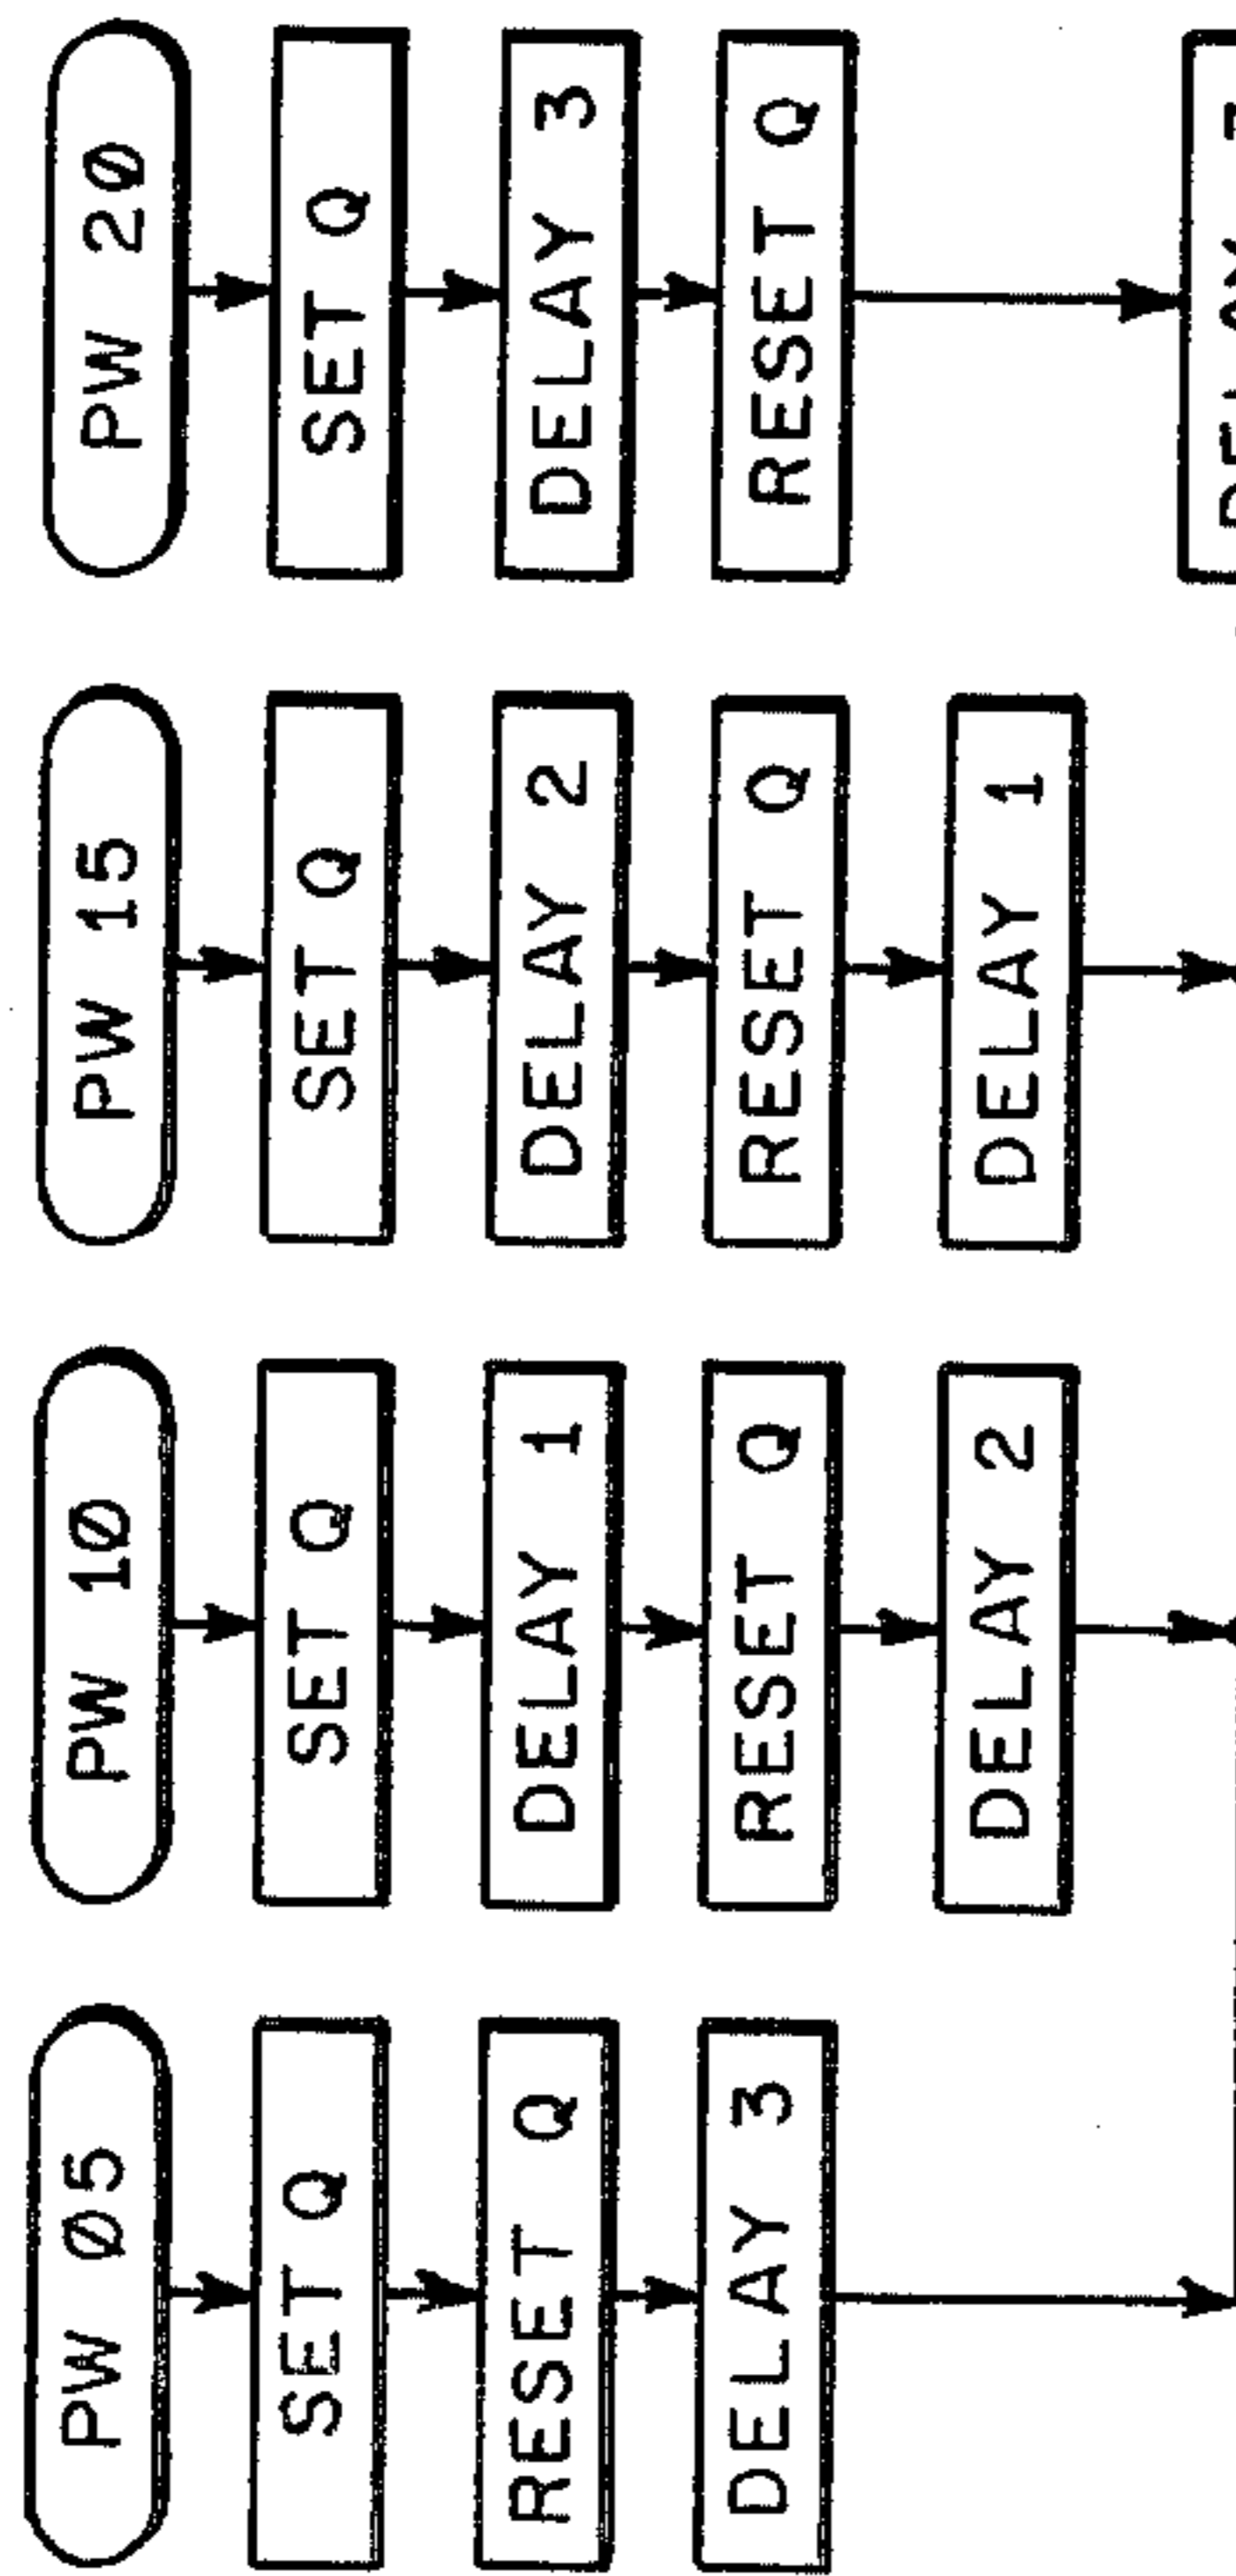 PW Ø5
SET Q
RESET Q
DELAY 3
PW 1Ø
SET Q
DELAY 1
RESET Q
DELAY 2
PW 15
SET Q
DELAY 2
RESET Q
DELAY 1
PW 2Ø
SET Q
DELAY 3
RESET Q